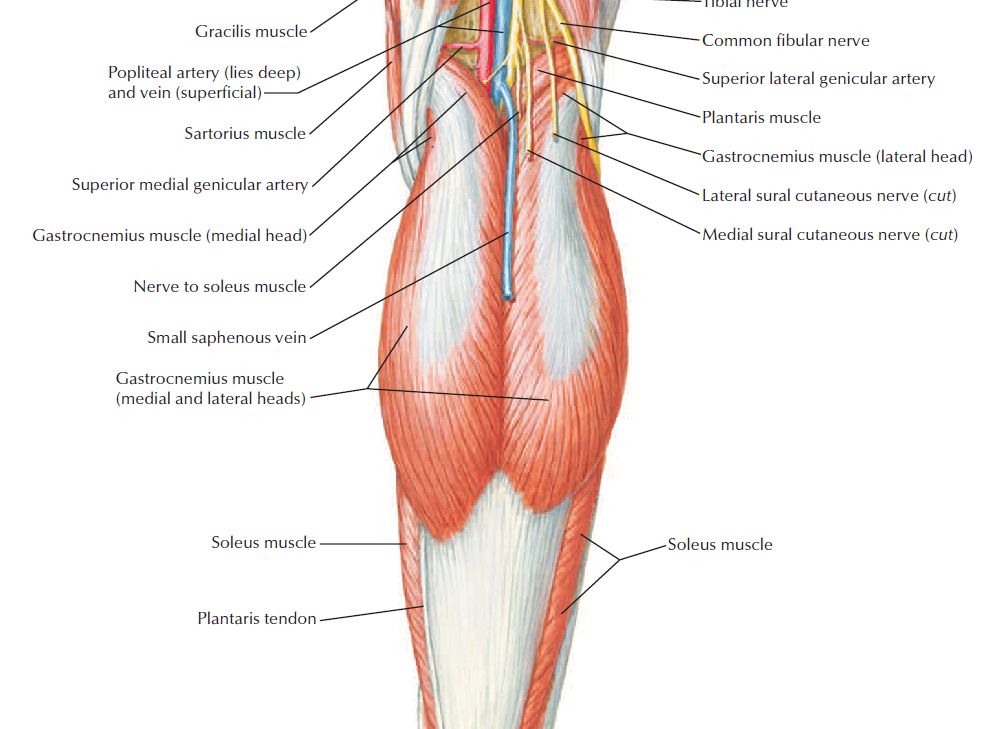 Tibial nerve
Gracilis muscle
Common fibular nerve
Popliteal artery (lies deep)
and vein (superficial)
Superior lateral genicular artery
Plantaris muscle
Sartorius muscle
Gastrocnemius muscle (lateral head)
Superior medial genicular artery
Lateral sural cutaneous nerve (cut)
Gastrocnemius muscle (medial head)
Medial sural cutaneous nerve (cut)
Nerve to soleus muscle
Small saphenous vein
Gastrocnemius muscle
(medial and lateral heads)
Soleus muscle
Soleus muscle
Plantaris tendon